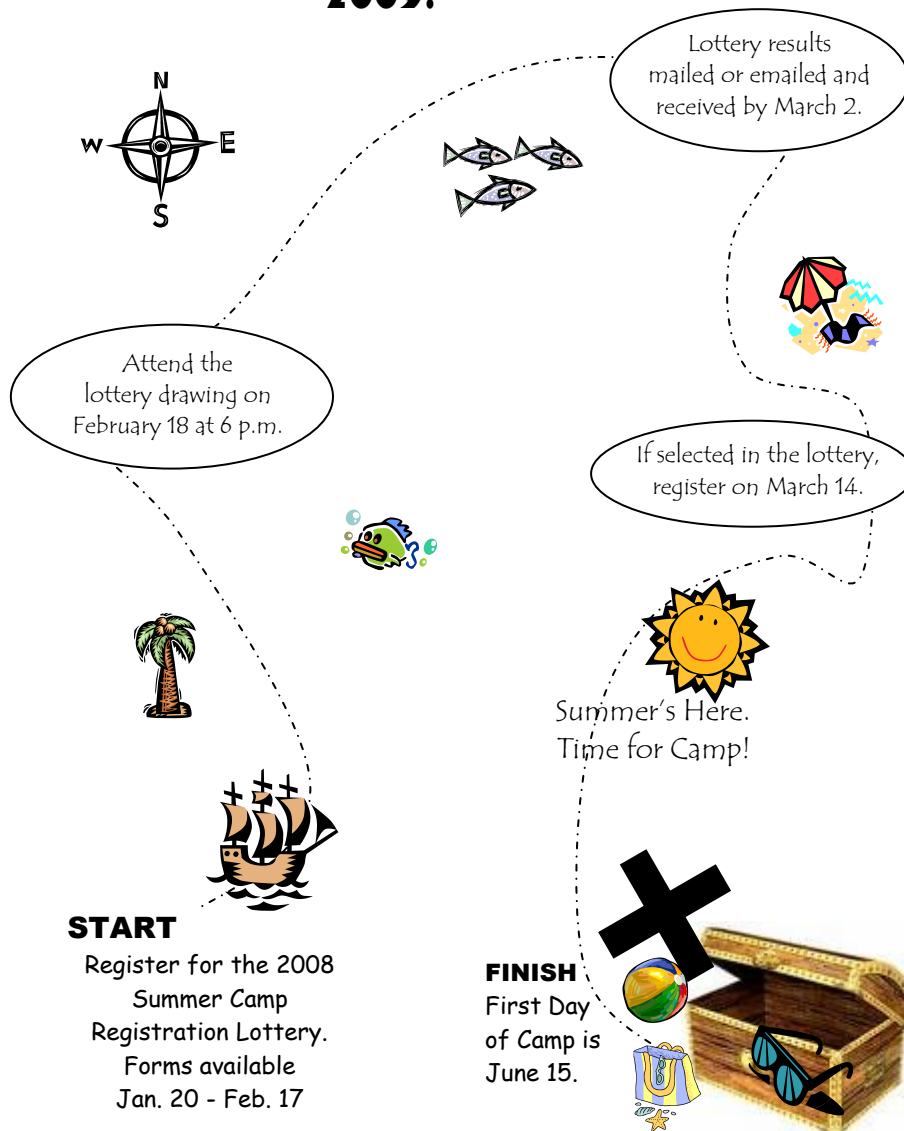 2009.
N
W E
S
Lottery results
mailed or emailed and
received by March 2.
Attend the
lottery drawing on
February 18 at 6 p.m.
If selected in the lottery,
register on March 14.
Summer's Here.
Time for Camp!
START
Register for the 2008
Summer Camp
Registration Lottery.
Forms available
Jan. 20 - Feb. 17
FINISH
First Day
of Camp is
June 15.